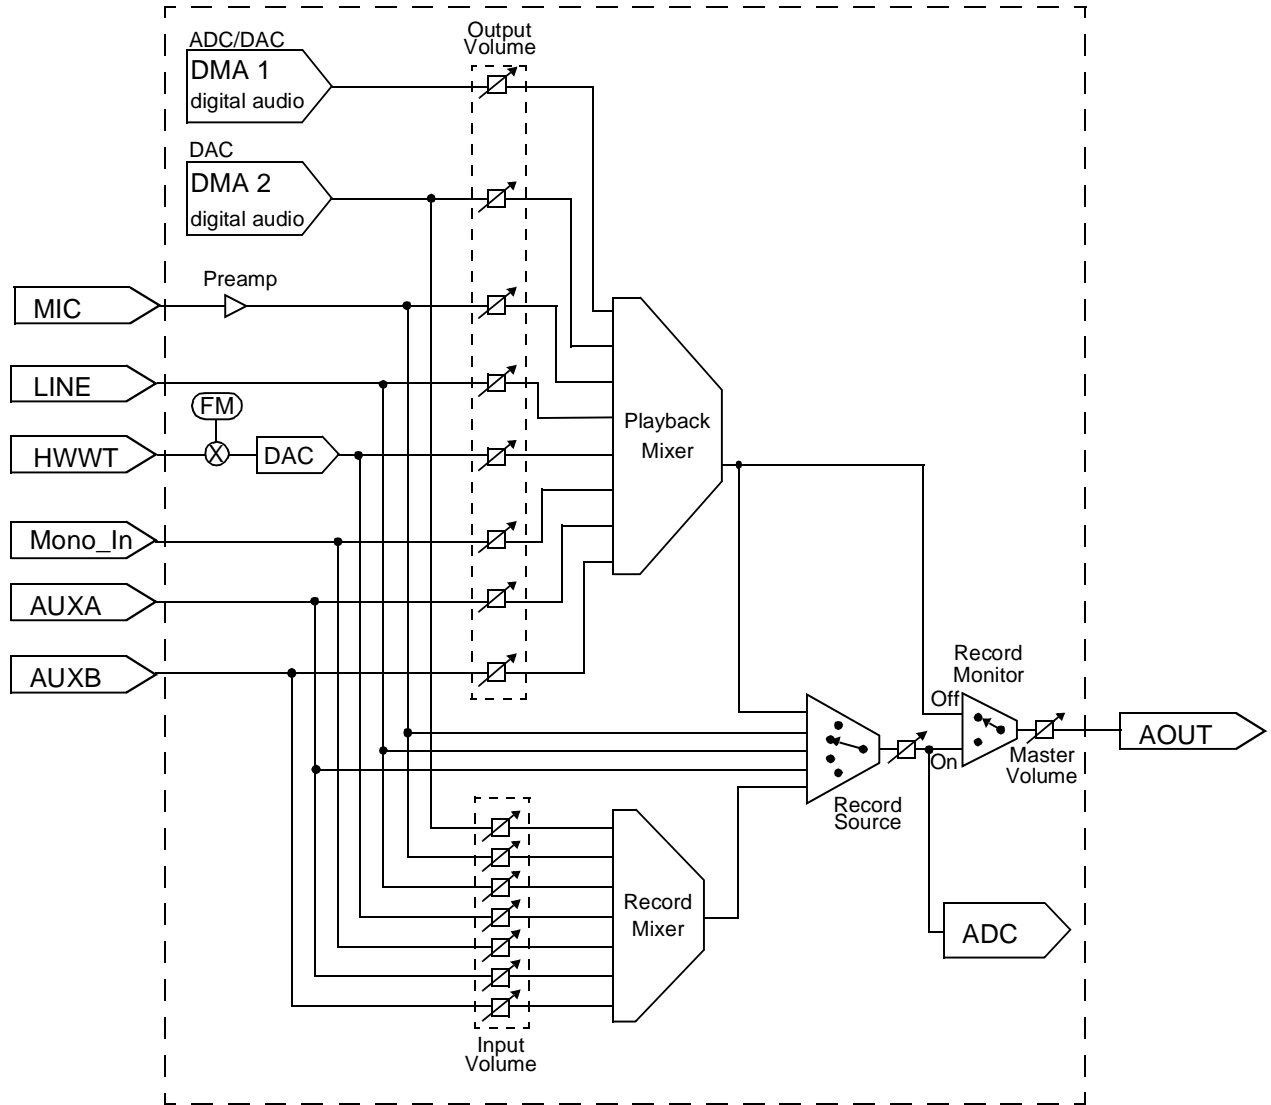 Output
Volume
ADC/DAC
DMA 1
digital audio
DAC
DMA 2
digital audio
Preamp
MIC
LINE
FM
HWWT
X
DAC
Mono_In
AUXA
AUXB
Playback
Mixer
Record
Monitor
Off
On
AOUT
Master
Volume
Record
Source
Record
Mixer
ADC
Input
Volume